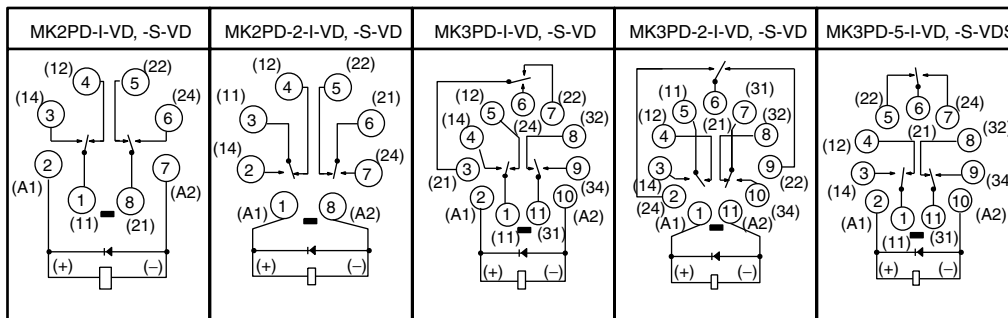 MK2PD-I-VD, -S-VD
MK2PD-2-I-VD, -S-VD
MK3PD-I-VD, -S-VD
MK3PD-2-I-VD, -S-VD
MK3PD-5-I-VD, -S-VDS
(12) (22)
4 5
(14) (24)
3 6
2 7
(A1) 1 8 (A2)
(11) (21)
(+) (−)
(12) (22)
4 5
(11) (21)
3 6
(14) (24)
2 7
(A1) 1 8 (A2)
(+) (−)
(12) 5 6 7 (22)
(14) (24) (32)
4 8
3 9
(21) (34)
2 10
(A1) 1 11 (A2)
(11) (31)
(+) (−)
(11) (31)
5 6 7
(12) (21) (32)
4 8
3 9
(14) (22)
2 10
(24) (A1) 1 11 (A2) (34)
(+) (−)
(22) (24)
5 6 7
4 (21) 8
(12) (32)
3 9
(14) (34)
2 10
(A1) 1 11 (A2)
(11) (31)
(+) (−)